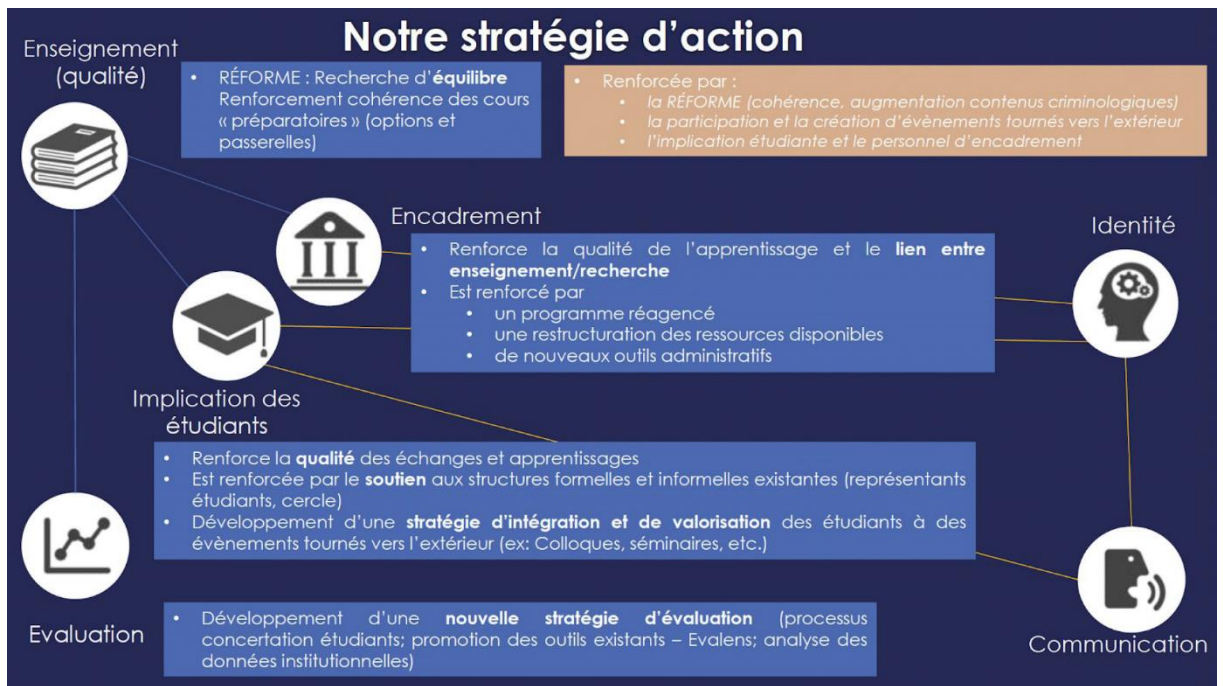 Notre stratégie d’action
Enseignement
(qualité)
• RÉFORME : Recherche d’équilibre
Renforcement cohérence des cours
« préparatoires » (options et
passerelles)
• Renforcée par :
• la RÉFORME (cohérence, augmentation contenus criminologiques)
• la participation et la création d’évènements tournés vers l’extérieur
• l’implication étudiante et le personnel d’encadrement
Encadrement
• Renforce la qualité de l’apprentissage et le lien entre
enseignement/recherche
• Est renforcé par
• un programme réagencé
• une restructuration des ressources disponibles
• de nouveaux outils administratifs
Identité
Implication des
étudiants
• Renforce la qualité des échanges et apprentissages
• Est renforcée par le soutien aux structures formelles et informelles existantes (représentants
étudiants, cercle)
• Développement d’une stratégie d’intégration et de valorisation des étudiants à des
évènements tournés vers l’extérieur (ex: Colloques, séminaires, etc.)
Evaluation
• Développement d’une nouvelle stratégie d’évaluation (processus
concertation étudiants; promotion des outils existants – Evalens; analyse des
données institutionnelles)
Communication